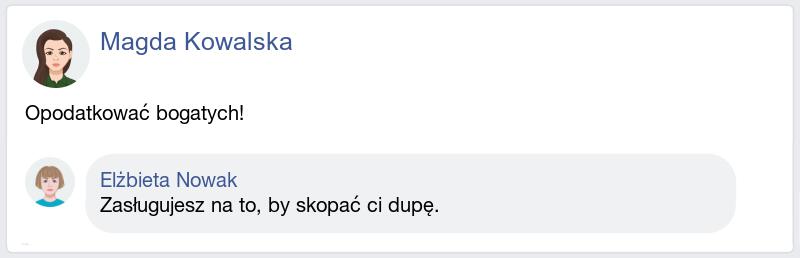 Magda Kowalska
Opodatkować bogatych!
Elżbieta Nowak
Zasługujesz na to, by skopać ci dupę.